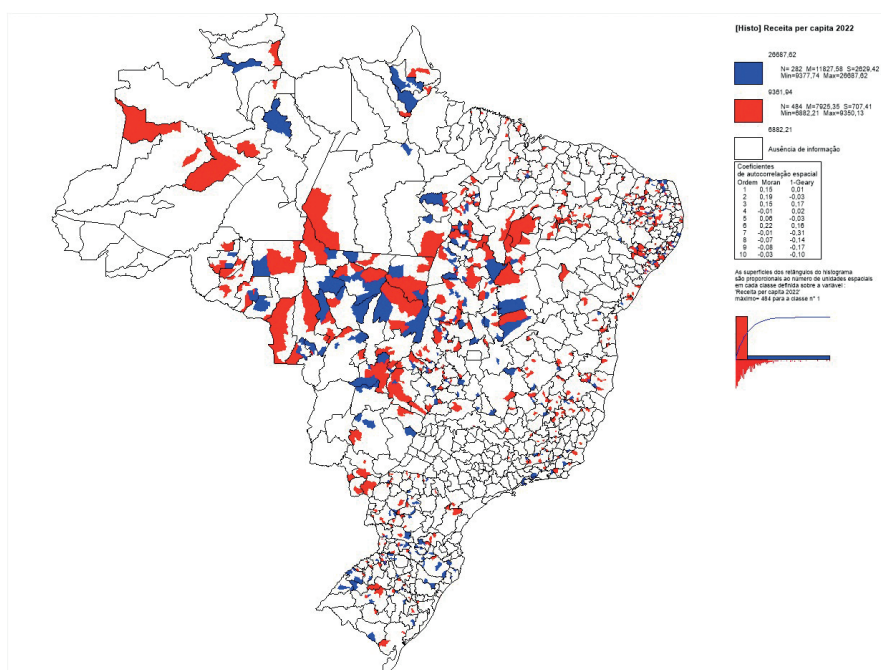 [Histo] Receita per capita 2022
26687,62
N= 282 M=11827,58 S=2629,42
Min=9377,74 Max=26687,62
9361,94
N= 484 M=7925,35 S=707,41
Min=6882,21 Max=9350,13
6882,21
Ausência de informação
Coeficientes
de autocorrelação espacial
Ordem Moran 1-Geary
1 0,15 0,01
2 0,19 -0,03
3 0,15 0,17
4 -0,01 0,02
5 0,06 -0,03
6 0,22 0,16
7 -0,01 -0,31
8 -0,07 -0,14
9 -0,08 -0,17
10 -0,03 -0,10
As superfícies dos retângulos do histograma
são proporcionais ao número de unidades espaciais
em cada classe definida sobre a variável:
'Receita per capita 2022'
máximo= 484 para a classe n° 1